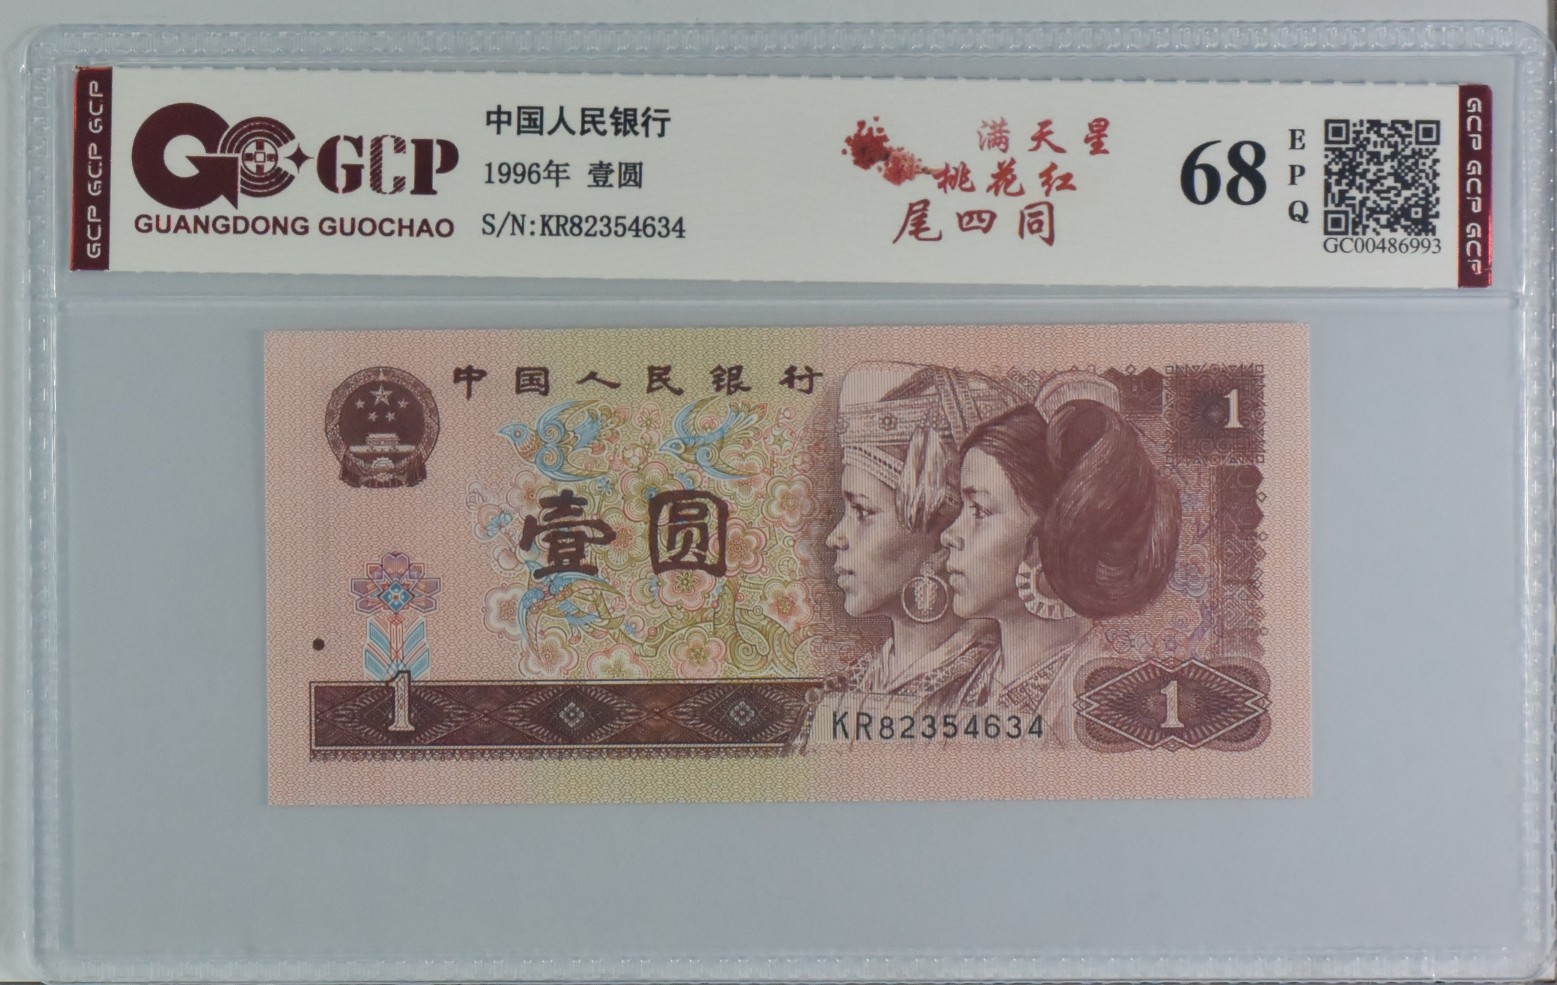 GCP GCP GCP
GCP
GUANGDONG GUOCHAO
中国人民银行
1996年 壹圆
S/N:KR82354634
满天星
桃花红
尾四同
68
EPQ
GC00486993
GCP GCP GCP
中国人民银行
1
壹圆
1
KR82354634
1